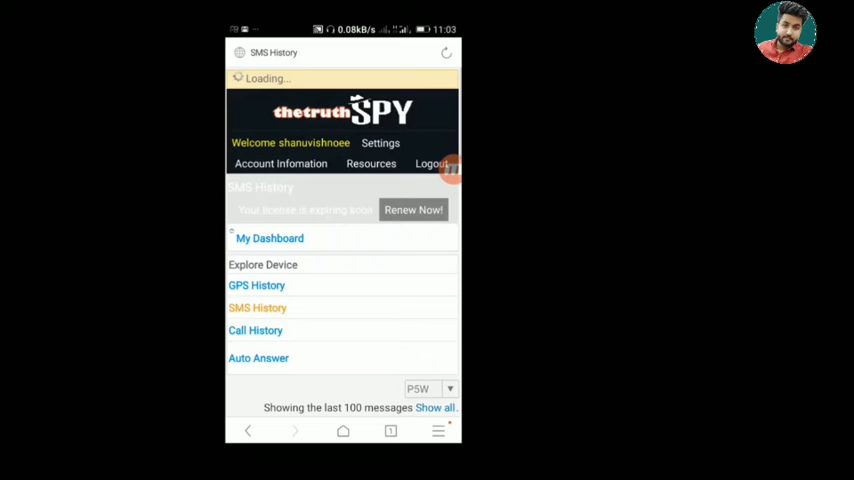 0.08kB/s 11:03
SMS History
Loading...
thetruthSPY
Welcome shanuvishnoee Settings
Account Infomation Resources Logout
SMS History
Your license is expiring soon! Renew Now!
My Dashboard
Explore Device
GPS History
SMS History
Call History
Auto Answer
P5W
Showing the last 100 messages Show all.
1